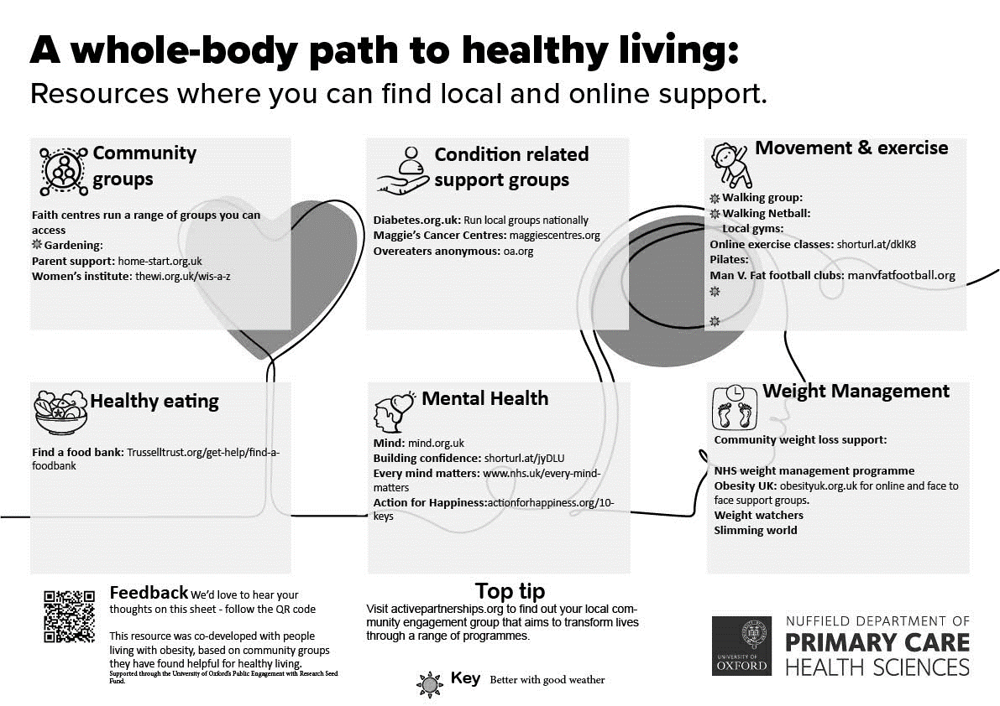 A whole-body path to healthy living:
Resources where you can find local and online support.
Community
groups
Faith centres run a range of groups you can
access
Gardening:
Parent support: home-start.org.uk
Women's institute: thewi.org.uk/wis-a-z
Condition related
support groups
Diabetes.org.uk: Run local groups nationally
Maggie's Cancer Centres: maggiescentres.org
Overeaters anonymous: oa.org
Movement & exercise
Walking group:
Walking Netball:
Local gyms:
Online exercise classes: shorturl.at/dklK8
Pilates:
Man V. Fat football clubs: manvfatfootball.org
Healthy eating
Find a food bank: Trusselltrust.org/get-help/find-a-
foodbank
Mental Health
Mind: mind.org.uk
Building confidence: shorturl.at/jyDLU
Every mind matters: www.nhs.uk/every-mind-
matters
Action for Happiness:actionforhappiness.org/10-
keys
Weight Management
Community weight loss support:
NHS weight management programme
Obesity UK: obesityuk.org.uk for online and face to
face support groups.
Weight watchers
Slimming world
Feedback We'd love to hear your
thoughts on this sheet - follow the QR code
This resource was co-developed with people
living with obesity, based on community groups
they have found helpful for healthy living.
Supported through the University of Oxford's Public Engagement with Research Seed
Fund.
Top tip
Visit activepartnerships.org to find out your local com-
munity engagement group that aims to transform lives
through a range of programmes.
Key Better with good weather
UNIVERSITY OF
OXFORD
NUFFIELD DEPARTMENT OF
PRIMARY CARE
HEALTH SCIENCES